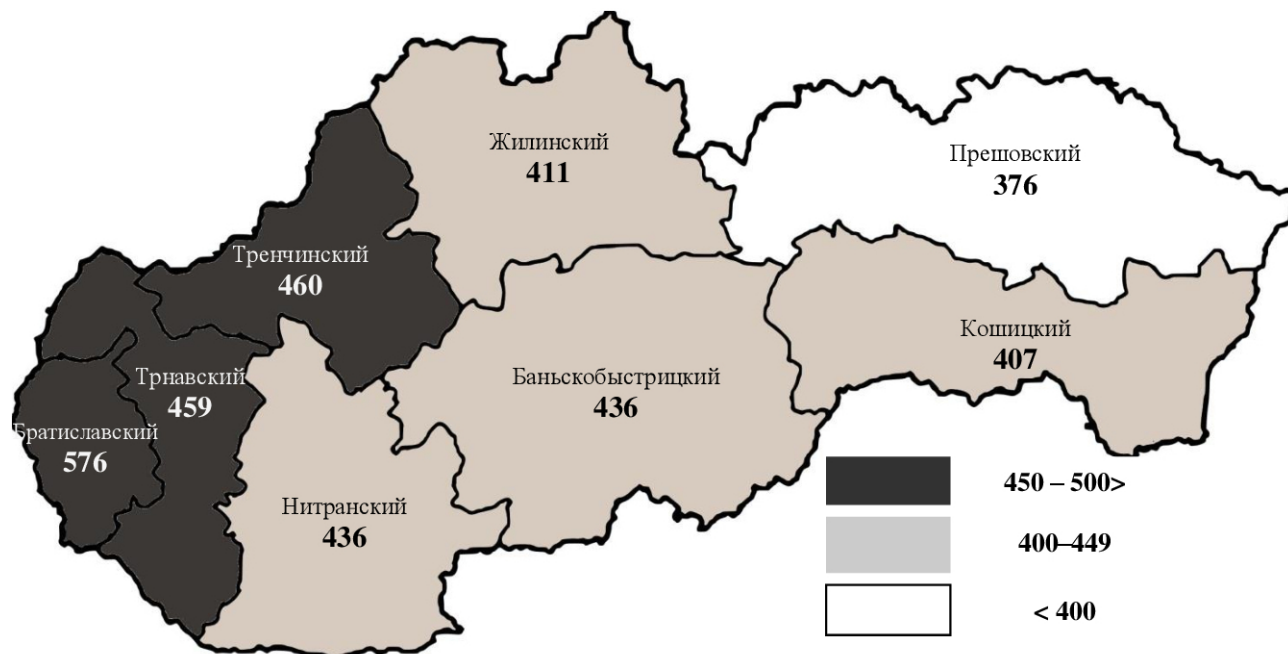 Жилинский
411
Прешовский
376
Тренчинский
460
Кошицкий
407
Трнавский
459
Баньскобыстрицкий
436
Братиславский
576
Нитранский
436
450 – 500>
400–449
< 400